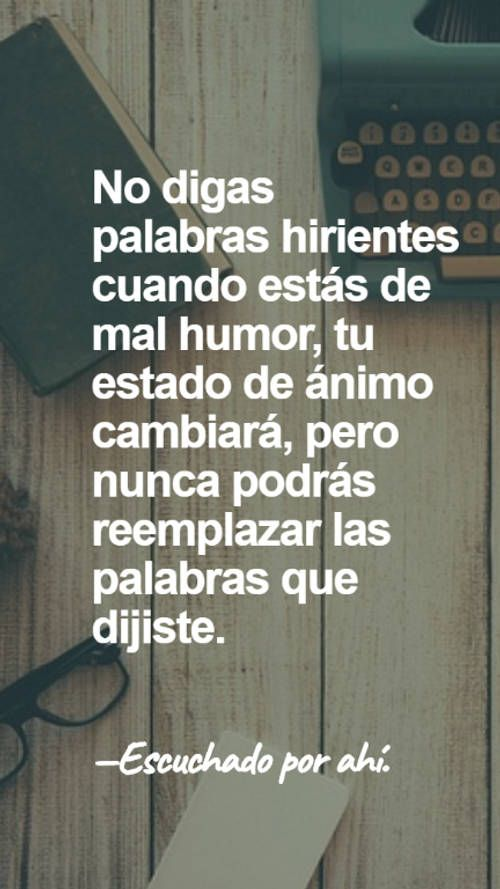 No digas
palabras hirientes
cuando estás de
mal humor, tu
estado de ánimo
cambiará, pero
nunca podrás
reemplazar las
palabras que
dijiste.
—Escuchado por ahí.